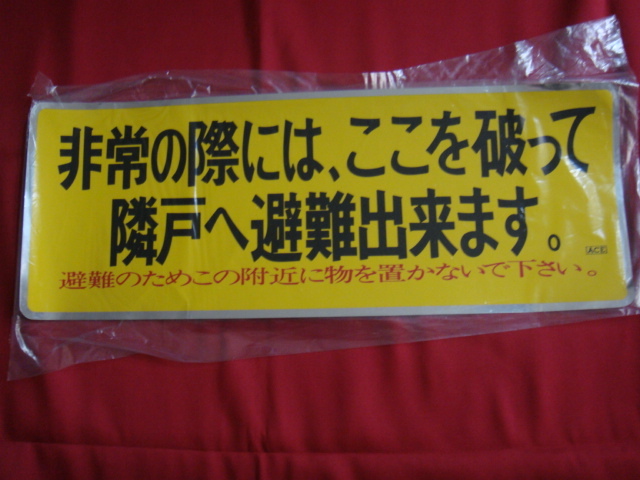 非常の際には、ここを破って
隣戸へ避難出来ます。
ACE
避難のためこの附近に物を置かないで下さい。